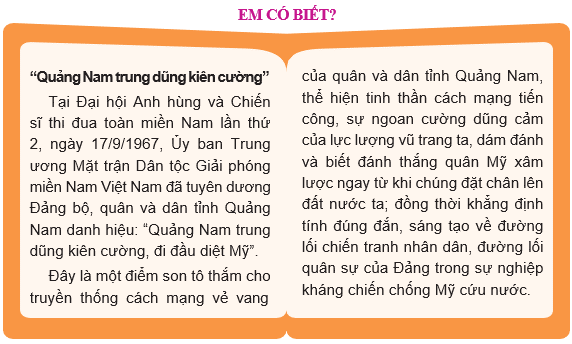 EM CÓ BIẾT?
“Quảng Nam trung dũng kiên cường”
Tại Đại hội Anh hùng và Chiến
sĩ thi đua toàn miền Nam lần thứ
2, ngày 17/9/1967, Ủy ban Trung
ương Mặt trận Dân tộc Giải phóng
miền Nam Việt Nam đã tuyên dương
Đảng bộ, quân và dân tỉnh Quảng
Nam danh hiệu: “Quảng Nam trung
dũng kiên cường, đi đầu diệt Mỹ”.
Đây là một điểm son tô thắm cho
truyền thống cách mạng vẻ vang
của quân và dân tỉnh Quảng Nam,
thể hiện tinh thần cách mạng tiến
công, sự ngoan cường dũng cảm
của lực lượng vũ trang ta, dám đánh
và biết đánh thắng quân Mỹ xâm
lược ngay từ khi chúng đặt chân lên
đất nước ta; đồng thời khẳng định
tính đúng đắn, sáng tạo về đường
lối chiến tranh nhân dân, đường lối
quân sự của Đảng trong sự nghiệp
kháng chiến chống Mỹ cứu nước.